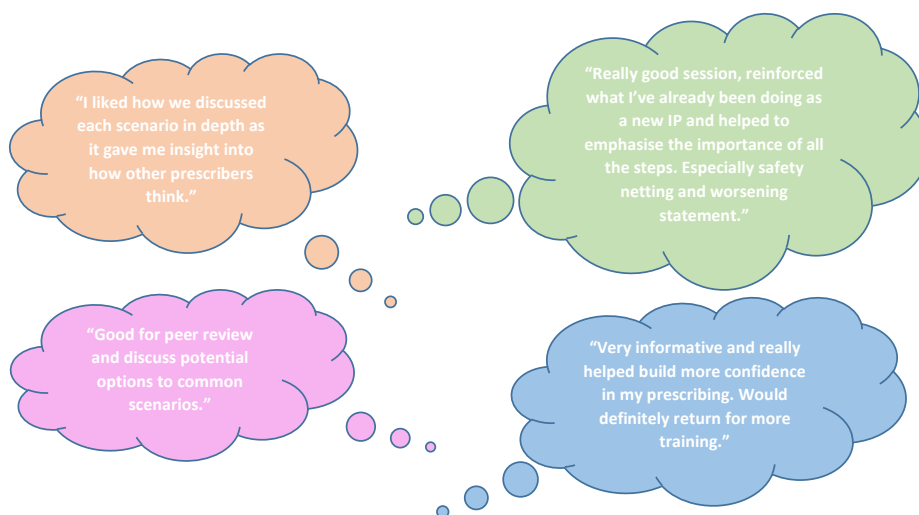 “I liked how we discussed
each scenario in depth as
it gave me insight into
how other prescribers
think.”
“Really good session, reinforced
what I’ve already been doing as
a new IP and helped to
emphasise the importance of all
the steps. Especially safety
netting and worsening
statement.”
“Good for peer review
and discuss potential
options to common
scenarios.”
“Very informative and really
helped build more confidence
in my prescribing. Would
definitely return for more
training.”